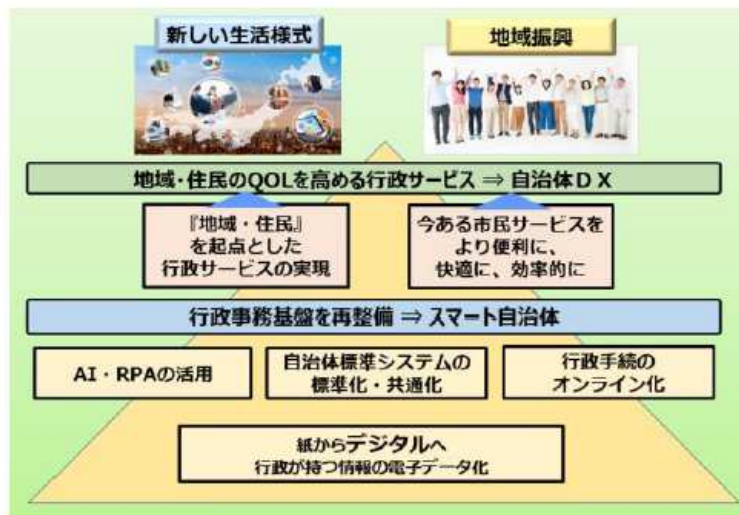 新しい生活様式
地域振興
地域・住民のQOLを高める行政サービス ⇒ 自治体DX
『地域・住民』
を起点とした
行政サービスの実現
今ある市民サービスを
より便利に、
快適に、効率的に
行政事務基盤を再整備 ⇒ スマート自治体
AI・RPAの活用
自治体標準システムの
標準化・共通化
行政手続の
オンライン化
紙からデジタルへ
行政が持つ情報の電子データ化